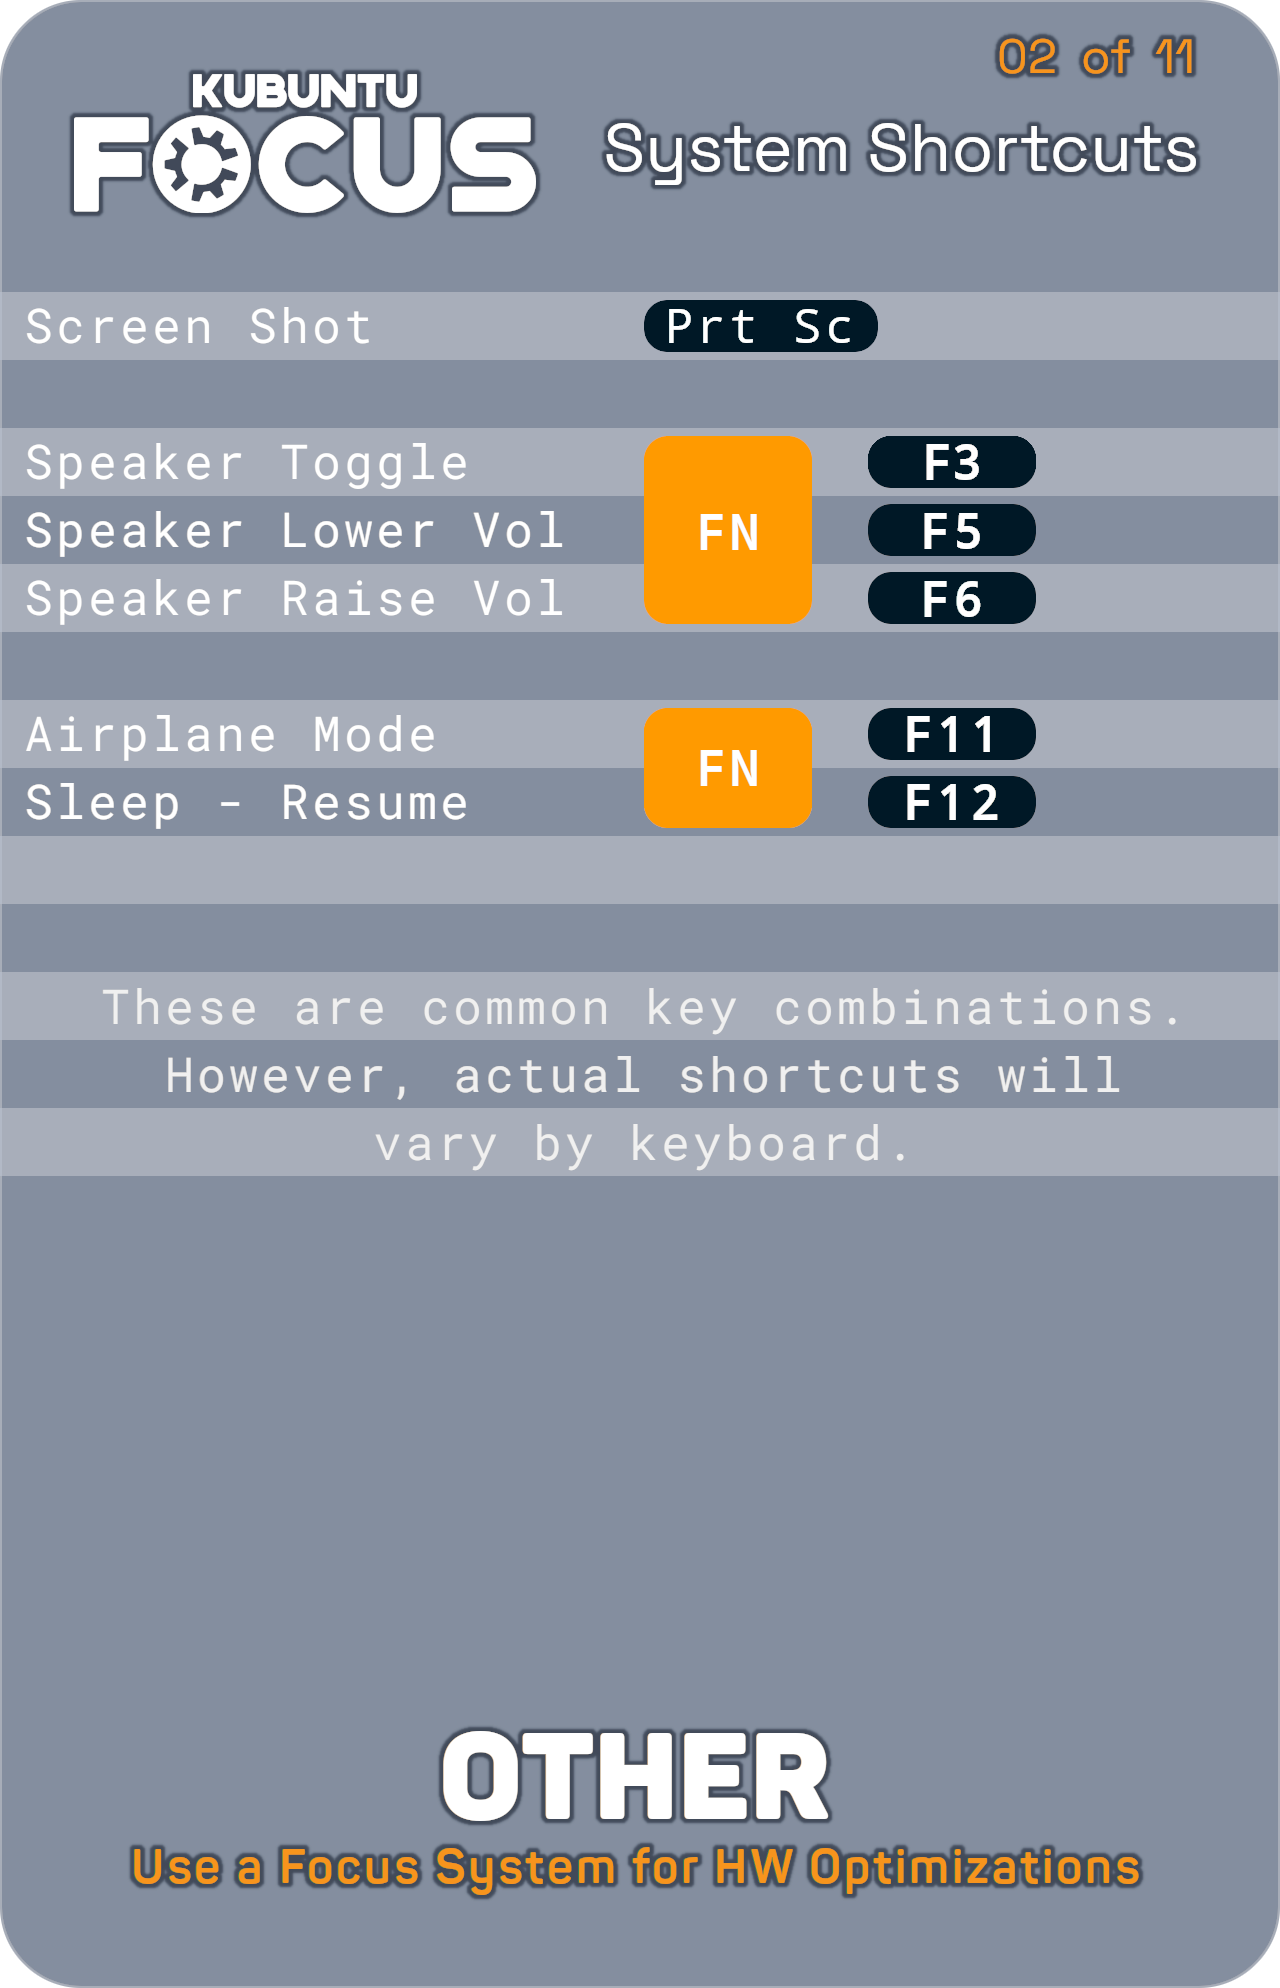 02 of 11
KUBUNTU
FOCUS
System Shortcuts
Screen Shot Prt Sc
Speaker Toggle F3
Speaker Lower Vol FN F5
Speaker Raise Vol F6
Airplane Mode F11
FN
Sleep - Resume F12
These are common key combinations.
However, actual shortcuts will
vary by keyboard.
OTHER
Use a Focus System for HW Optimizations